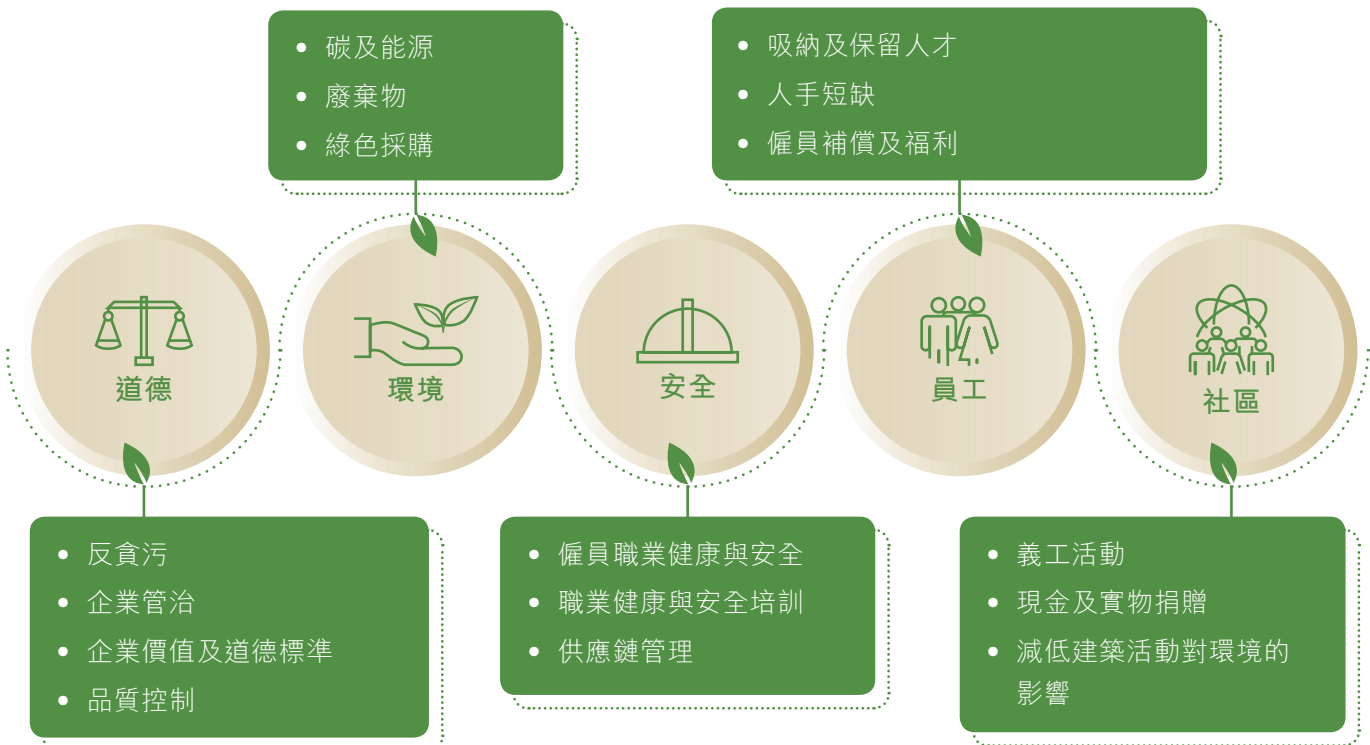 碳及能源
廢棄物
綠色採購
吸納及保留人才
人手短缺
僱員補償及福利
道德
環境
安全
員工
社區
反貪污
企業管治
企業價值及道德標準
品質控制
僱員職業健康與安全
職業健康與安全培訓
供應鏈管理
義工活動
現金及實物捐贈
減低建築活動對環境的
影響